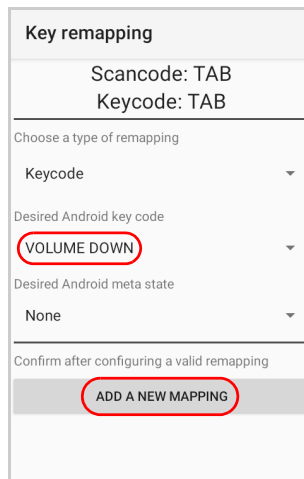 Key remapping
Scancode: TAB
Keycode: TAB
Choose a type of remapping
Keycode
Desired Android key code
VOLUME DOWN
Desired Android meta state
None
Confirm after configuring a valid remapping
ADD A NEW MAPPING